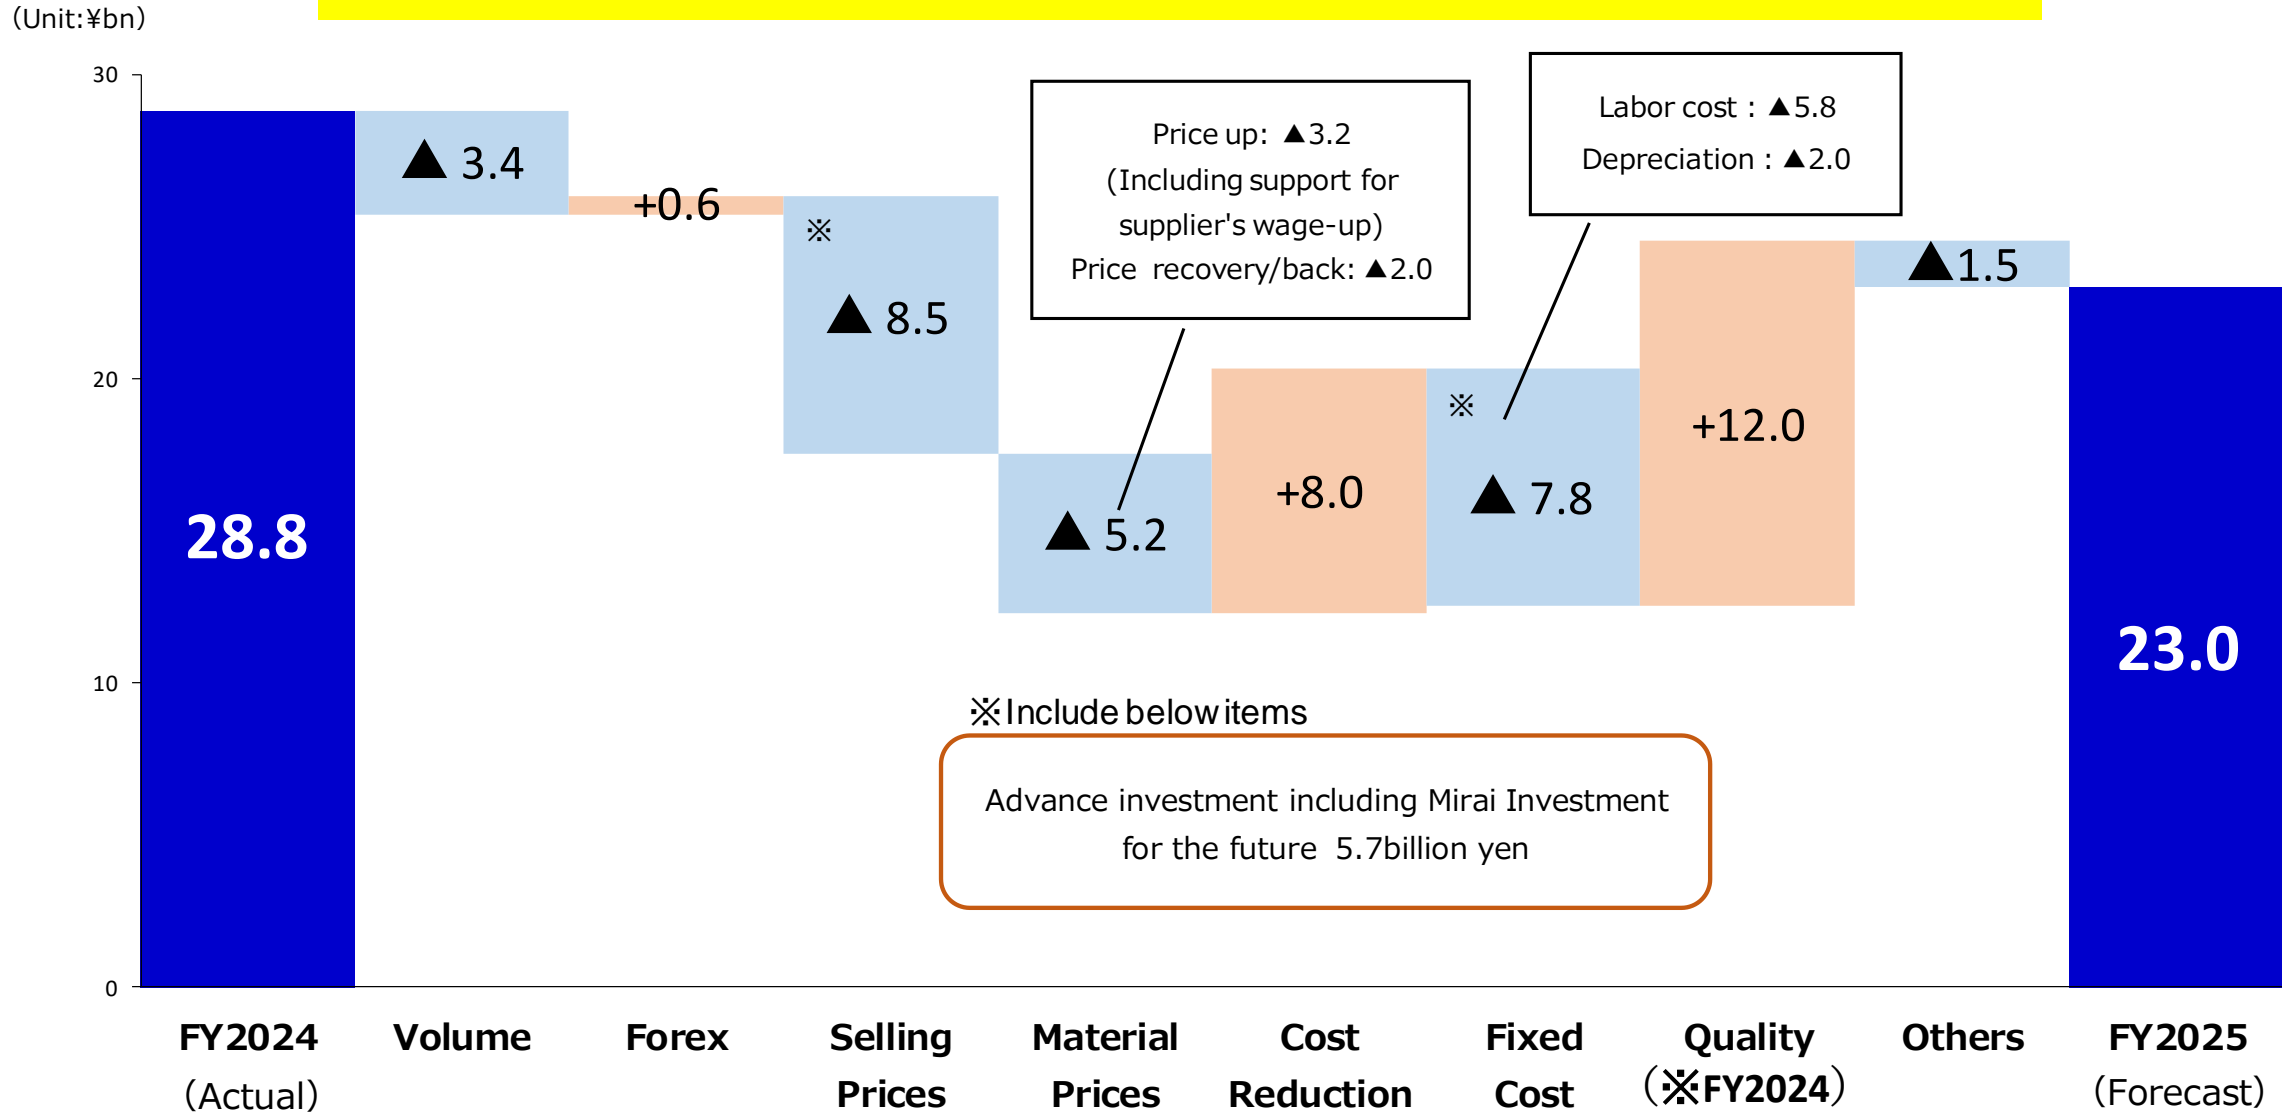 （Unit:¥bn）
30
20
10
0
28.8
▲ 3.4
+0.6
※
▲ 8.5
Price up: ▲3.2
(Including support for
supplier's wage-up)
Price recovery/back: ▲2.0
▲ 5.2
+8.0
Labor cost : ▲5.8
Depreciation : ▲2.0
※
▲ 7.8
+12.0
▲1.5
23.0
※Include below items
Advance investment including Mirai Investment
for the future 5.7billion yen
FY2024
（Actual）
Volume
Forex
Selling
Prices
Material
Prices
Cost
Reduction
Fixed
Cost
Quality
（※FY2024）
Others
FY2025
（Forecast）